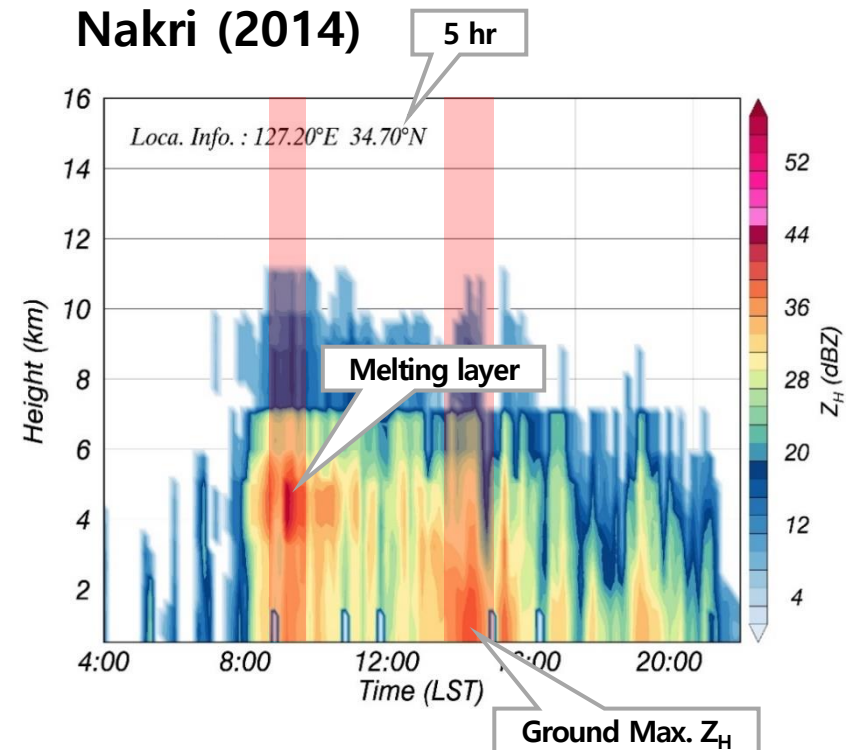 Nakri (2014)
5 hr
Loca. Info. : 127.20°E 34.70°N
Melting layer
Ground Max. ZH
Height (km)
16
14
12
10
8
6
4
2
4:00
8:00
12:00
20:00
Time (LST)
52
44
36
28
20
12
4
ZH (dBZ)